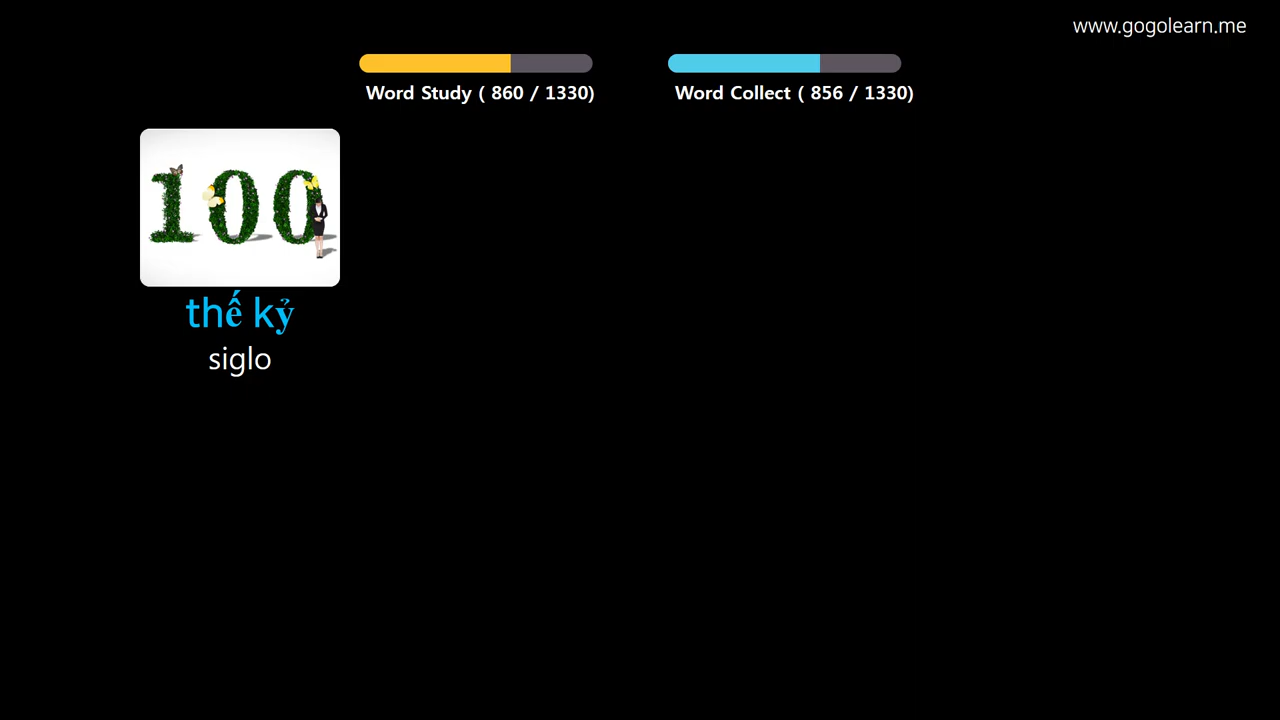 www.gogolearn.me
Word Study ( 860 / 1330)
Word Collect ( 856 / 1330)
100
thế kỷ
siglo